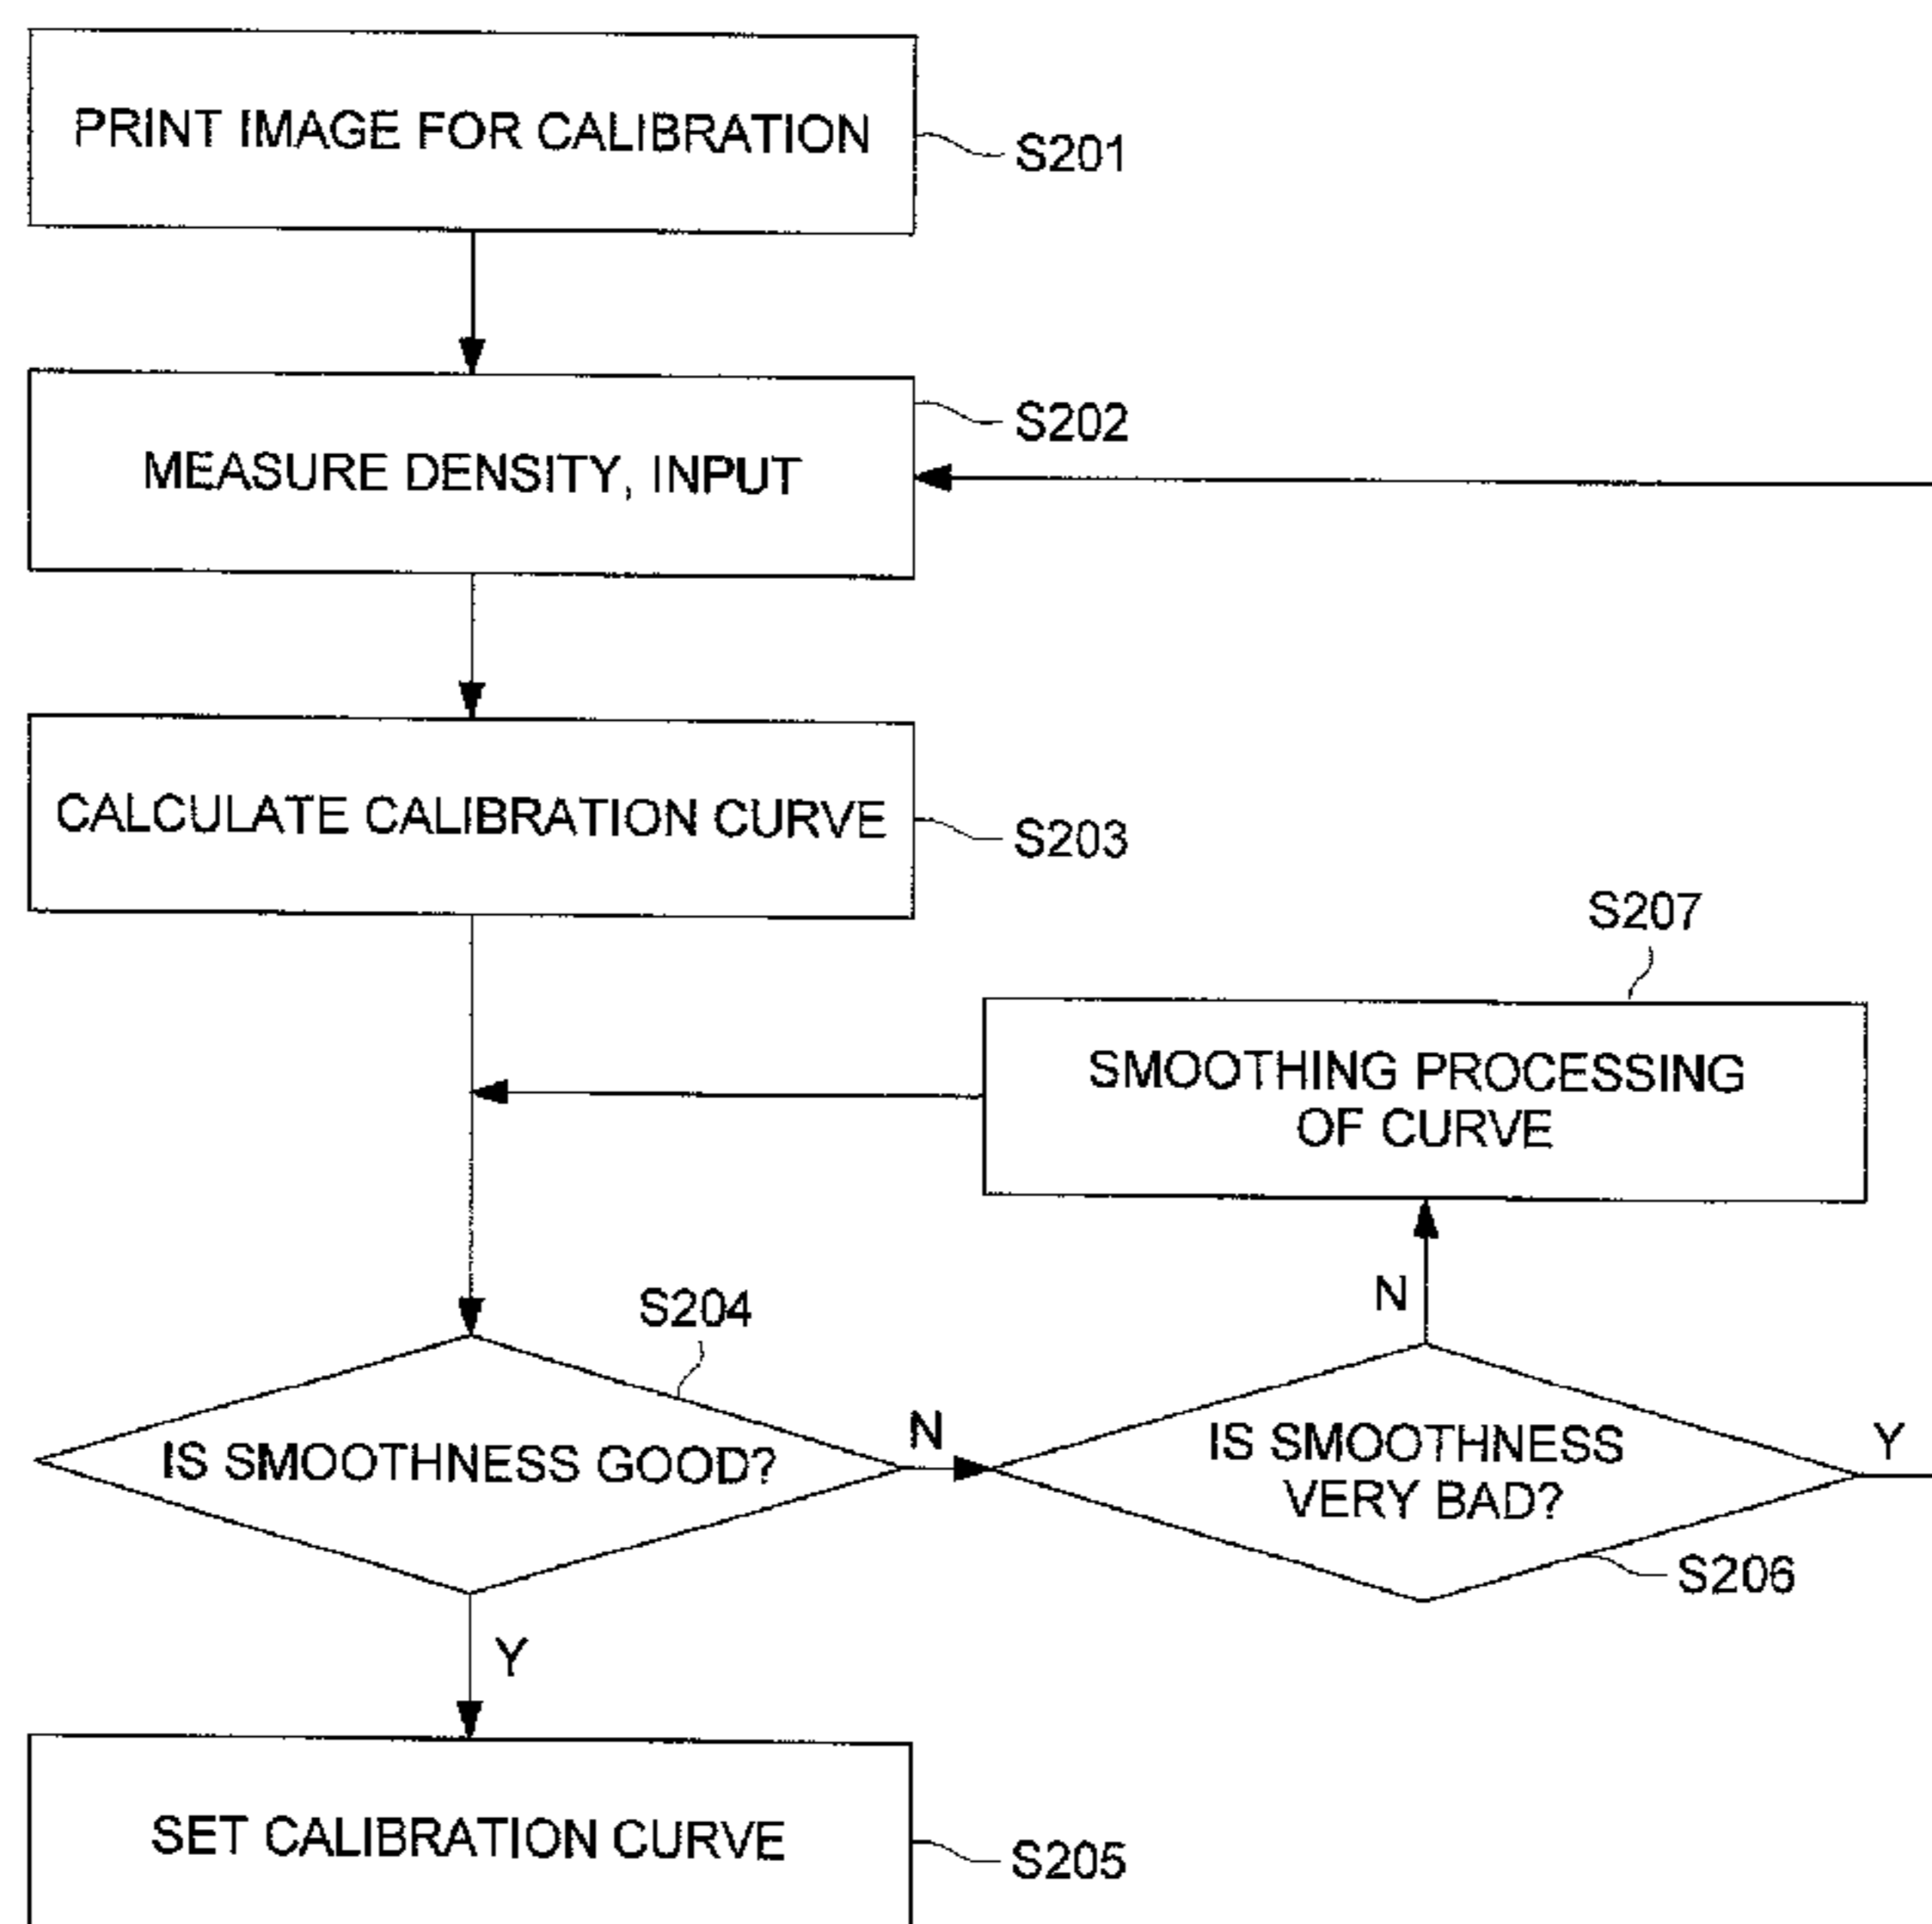 PRINT IMAGE FOR CALIBRATION
S201
MEASURE DENSITY, INPUT
S202
CALCULATE CALIBRATION CURVE
S203
S207
SMOOTHING PROCESSING
OF CURVE
N
S204
IS SMOOTHNESS GOOD?
N
IS SMOOTHNESS
VERY BAD?
Y
S206
Y
SET CALIBRATION CURVE
S205